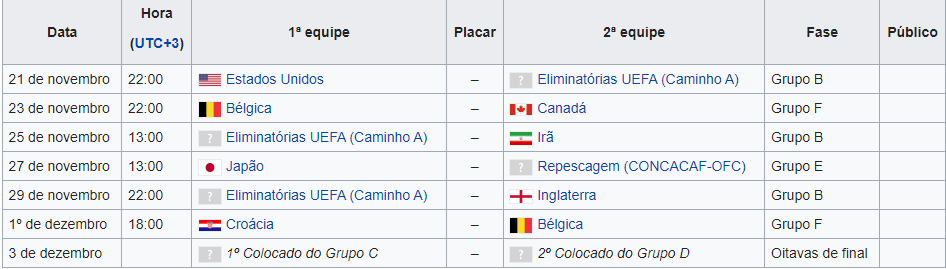 Data Hora (UTC+3) 1ª equipe Placar 2ª equipe Fase Público
21 de novembro 22:00 Estados Unidos – ? Eliminatórias UEFA (Caminho A) Grupo B
23 de novembro 22:00 Bélgica – Canadá Grupo F
25 de novembro 13:00 ? Eliminatórias UEFA (Caminho A) – Irã Grupo B
27 de novembro 13:00 Japão – ? Repescagem (CONCACAF-OFC) Grupo E
29 de novembro 22:00 ? Eliminatórias UEFA (Caminho A) – Inglaterra Grupo B
1º de dezembro 18:00 Croácia – Bélgica Grupo F
3 de dezembro ? 1º Colocado do Grupo C – ? 2º Colocado do Grupo D Oitavas de final